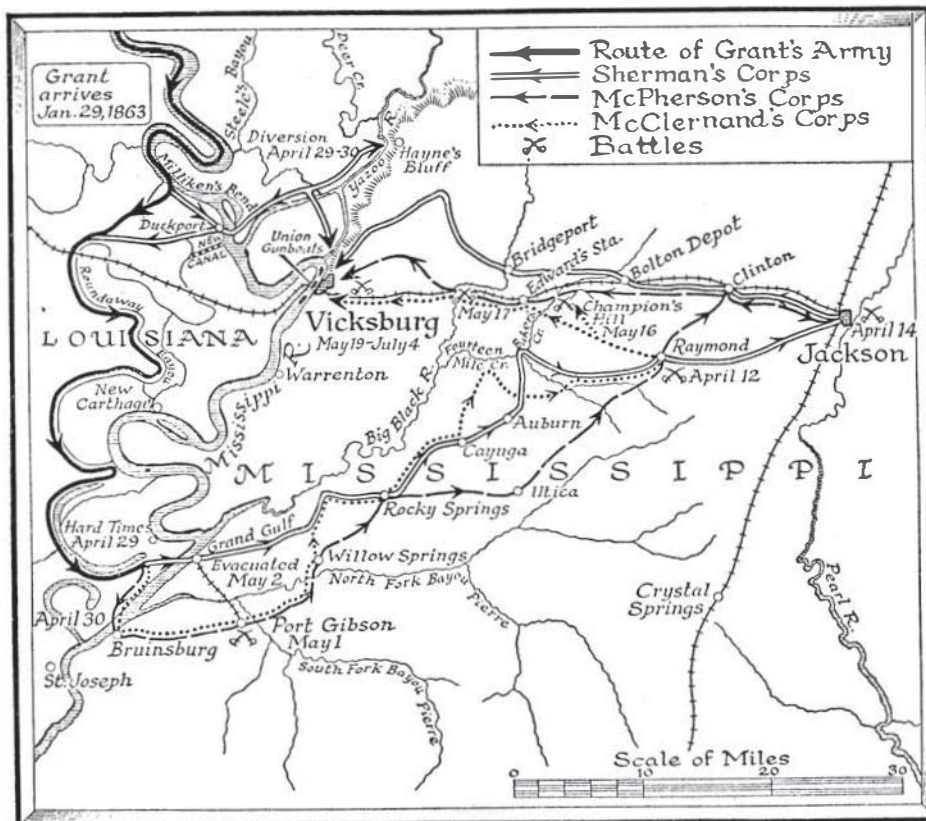 Grant
arrives
Jan. 29, 1863
Route of Grant's Army
Sherman's Corps
McPherson's Corps
McClernand's Corps
Battles
Steele's Bayou
Deer Cr.
Diversion
April 29-30
Yazoo R.
Hayne's
Bluff
Milliken's Bend
Duckport
NEW
CANAL
Union
Gunboats
Bridgeport
Edward's Sta.
Bolton Depot
Clinton
Roundaway
Bayou
LOUISIANA
Vicksburg
May 19-July 4
May 17
Baker's
Cr.
Champion's
Hill
May 16
April 14
Jackson
Raymond
April 12
Fourteen
Mile Cr.
Warrenton
New
Carthage
Mississippi
Big Black R.
Auburn
Cayuga
MISSISSIPPI
Utica
Rocky Springs
Hard Times
April 29
Grand Gulf
Evacuated
May 2
Willow Springs
North Fork Bayou
Pierre
Crystal
Springs
Pearl R.
April 30
Bruinsburg
Port Gibson
May 1
South Fork Bayou
Pierre
St. Joseph
Scale of Miles
0 10 20 30